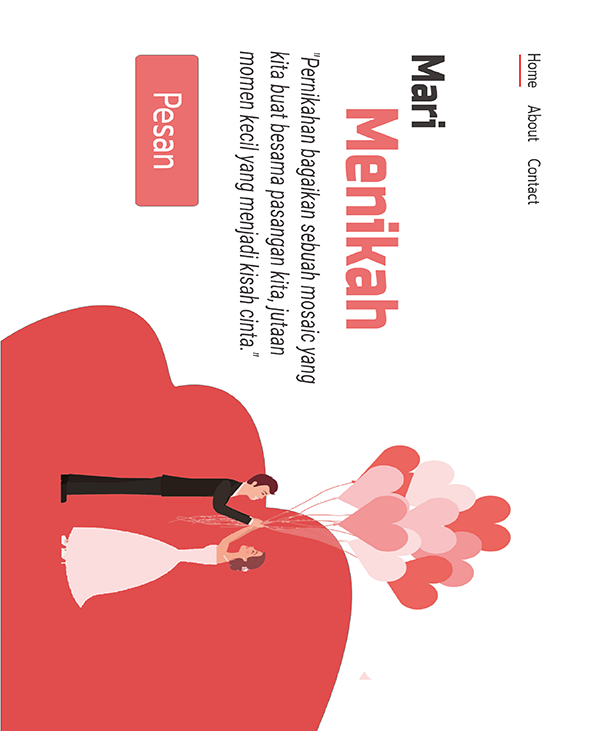 Home About Contact
Mari
Menikah
"Pernikahan bagaikan sebuah mosaic yang
kita buat besama pasangan kita, jutaan
momen kecil yang menjadi kisah cinta."
Pesan